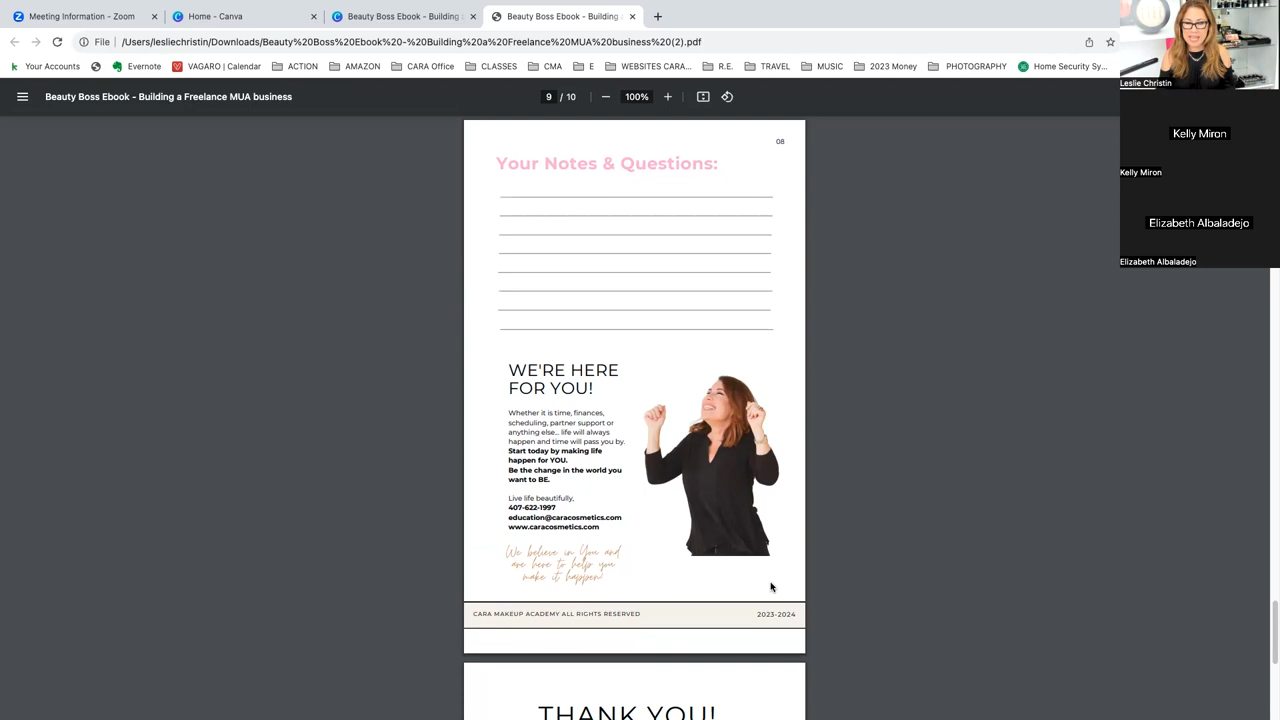 Meeting Information - Zoom
Home - Canva
Beauty Boss Ebook - Building
Beauty Boss Ebook - Building
File
/Users/lesliechristin/Downloads/Beauty%20Boss%20Ebook%20-%20Building%20a%20Freelance%20MUA%20business%20(2).pdf
Your Accounts
Evernote
VAGARO | Calendar
ACTION
AMAZON
CARA Office
CLASSES
CMA
E
WEBSITES CARA...
R.E.
TRAVEL
MUSIC
2023 Money
PHOTOGRAPHY
Home Security Sy...
Beauty Boss Ebook - Building a Freelance MUA business
9 / 10
100%
08
Your Notes & Questions:
WE'RE HERE
FOR YOU!
Whether it is time, finances,
scheduling, partner support or
anything else... life will always
happen and time will pass you by.
Start today by making life
happen for YOU.
Be the change in the world you
want to BE.
Live life beautifully,
407-622-1997
education@caracosmetics.com
www.caracosmetics.com
We believe in You and
are here to help you
make it happen!
CARA MAKEUP ACADEMY ALL RIGHTS RESERVED
2023-2024
THANK YOU!
Leslie Christin
Kelly Miron
Kelly Miron
Elizabeth Albaladejo
Elizabeth Albaladejo